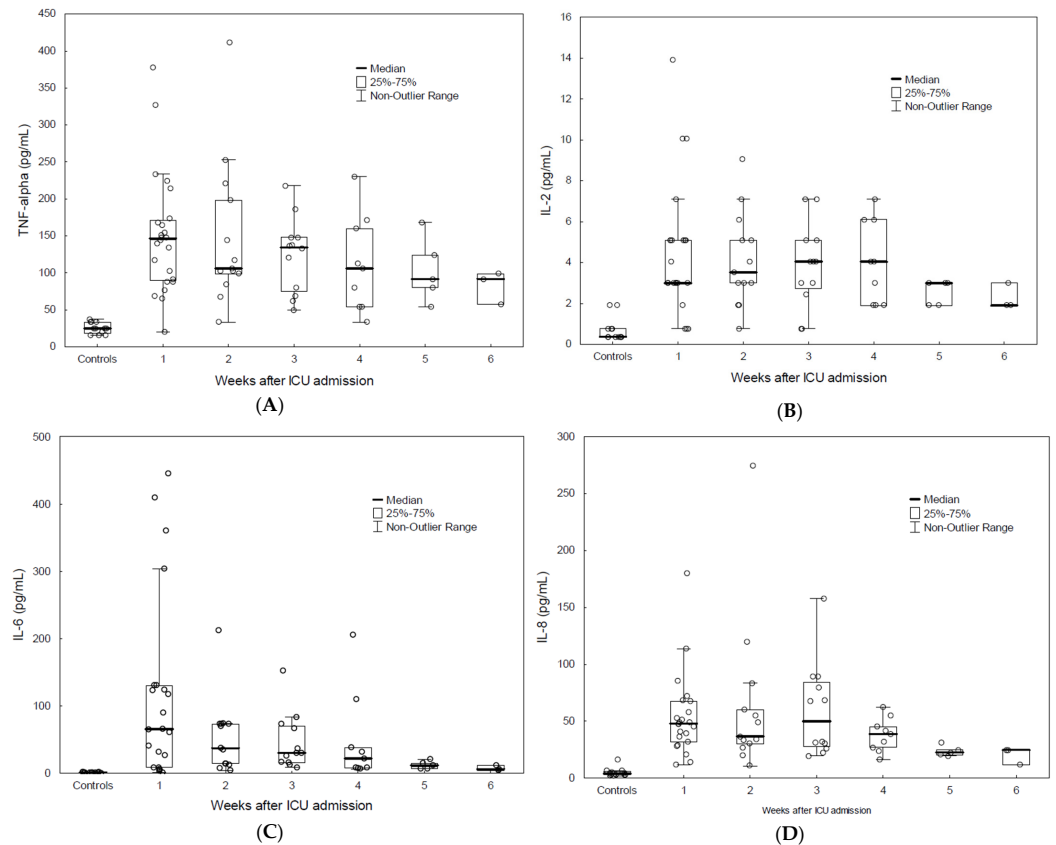 450
400
350
300
250
200
150
100
50
0
TNF-alpha (pg/mL)
Median
25%-75%
Non-Outlier Range
Controls 1 2 3 4 5 6
Weeks after ICU admission
(A)
16
14
12
10
8
6
4
2
0
IL-2 (pg/mL)
Median
25%-75%
Non-Outlier Range
Controls 1 2 3 4 5 6
Weeks after ICU admission
(B)
500
400
300
200
100
0
IL-6 (pg/mL)
Median
25%-75%
Non-Outlier Range
Controls 1 2 3 4 5 6
Weeks after ICU admission
(C)
300
250
200
150
100
50
0
IL-8 (pg/mL)
Median
25%-75%
Non-Outlier Range
Controls 1 2 3 4 5 6
Weeks after ICU admission
(D)